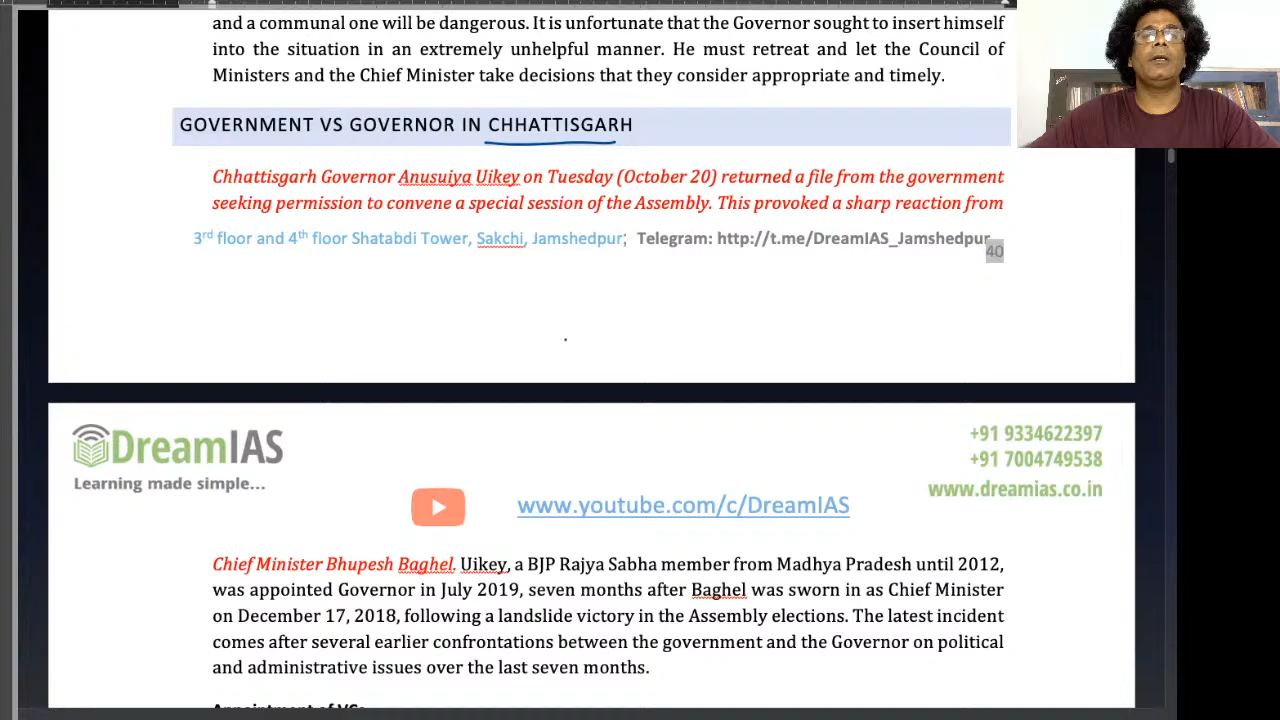 and a communal one will be dangerous. It is unfortunate that the Governor sought to insert himself
into the situation in an extremely unhelpful manner. He must retreat and let the Council of
Ministers and the Chief Minister take decisions that they consider appropriate and timely.
GOVERNMENT VS GOVERNOR IN CHHATTISGARH
Chhattisgarh Governor Anusuiya Uikey on Tuesday (October 20) returned a file from the government
seeking permission to convene a special session of the Assembly. This provoked a sharp reaction from
3rd floor and 4th floor Shatabdi Tower, Sakchi, Jamshedpur; Telegram: http://t.me/DreamIAS_Jamshedpur
40
DreamIAS
Learning made simple...
+91 9334622397
+91 7004749538
www.dreamias.co.in
www.youtube.com/c/DreamIAS
Chief Minister Bhupesh Baghel. Uikey, a BJP Rajya Sabha member from Madhya Pradesh until 2012,
was appointed Governor in July 2019, seven months after Baghel was sworn in as Chief Minister
on December 17, 2018, following a landslide victory in the Assembly elections. The latest incident
comes after several earlier confrontations between the government and the Governor on political
and administrative issues over the last seven months.
Appointment of VCs